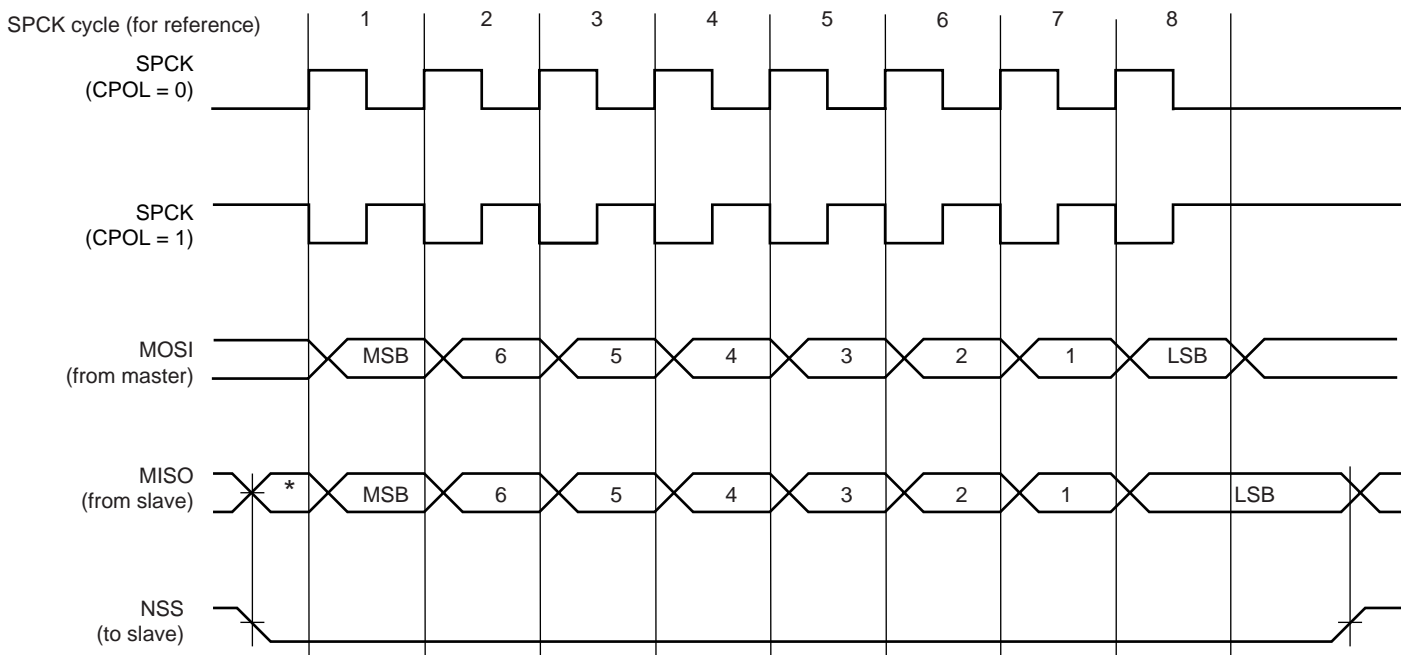 SPCK cycle (for reference) 1 2 3 4 5 6 7 8
SPCK
(CPOL = 0)
SPCK
(CPOL = 1)
MOSI
(from master)
MSB 6 5 4 3 2 1 LSB
MISO
(from slave)
* MSB 6 5 4 3 2 1 LSB
NSS
(to slave)